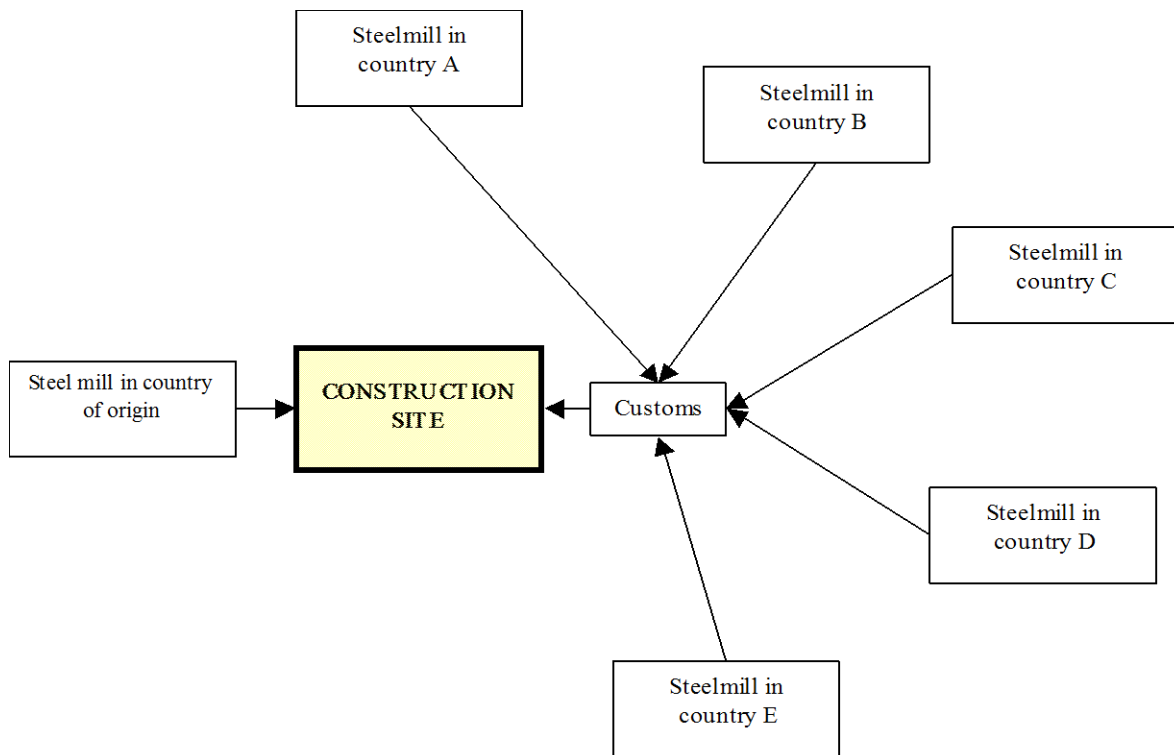 Steelmill in
country A
Steelmill in
country B
Steelmill in
country C
Steel mill in country
of origin
CONSTRUCTION
SITE
Customs
Steelmill in
country D
Steelmill in
country E